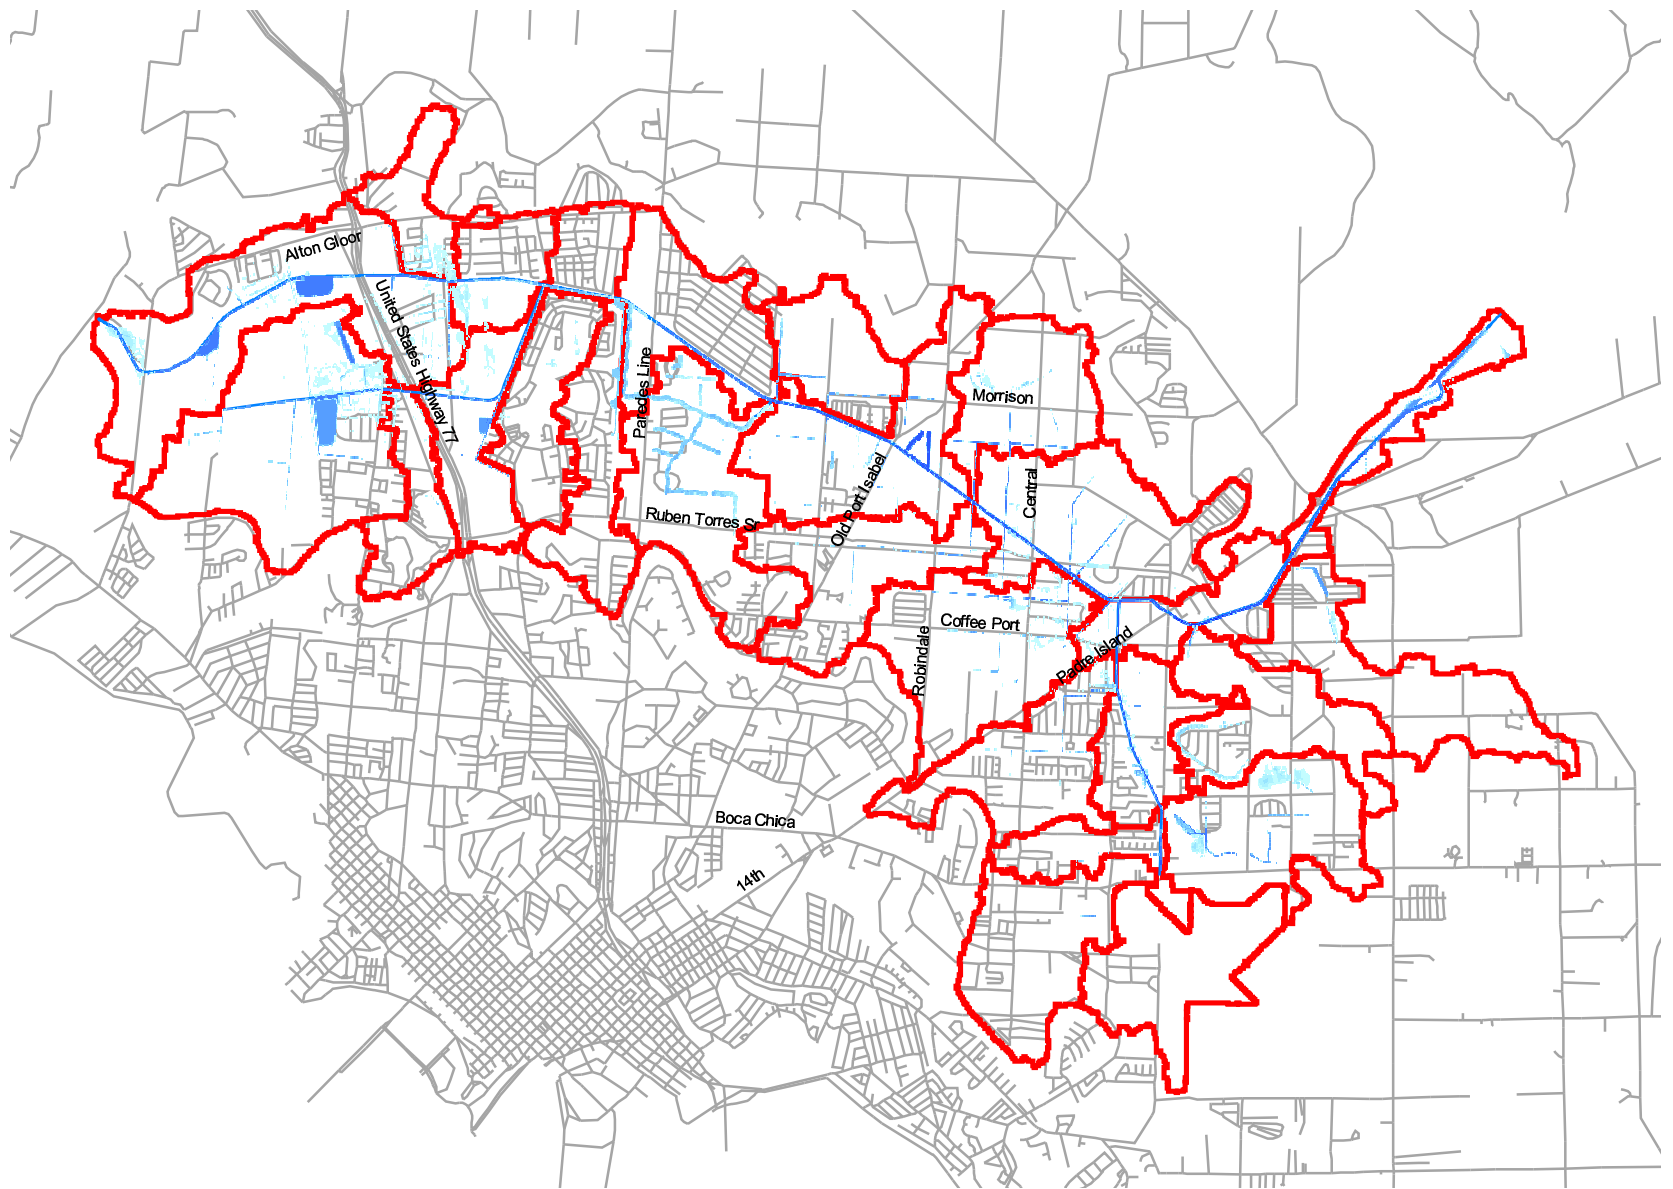 Alton Gloor
United States Highway 77
Paredes Line
Morrison
Old Port Isabel
Central
Ruben Torres Sr
Coffee Port
Robindale
Padre Island
Boca Chica
14th